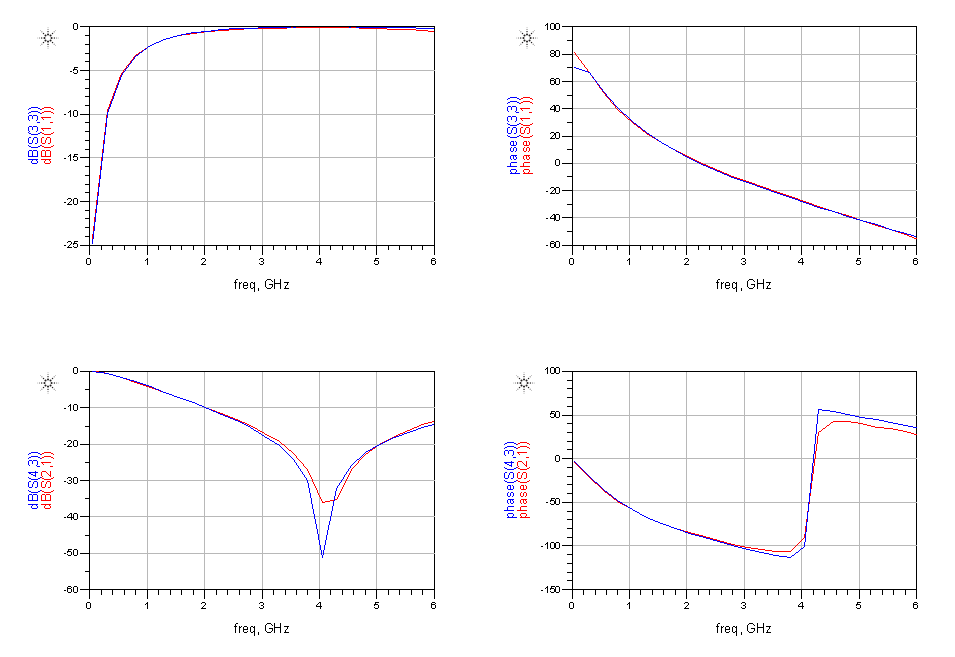 dB(S(3,3))
dB(S(1,1))
0
-5
-10
-15
-20
-25
0 1 2 3 4 5 6
freq, GHz
phase(S(3,3))
phase(S(1,1))
100
80
60
40
20
0
-20
-40
-60
0 1 2 3 4 5 6
freq, GHz
dB(S(4,3))
dB(S(2,1))
0
-10
-20
-30
-40
-50
-60
0 1 2 3 4 5 6
freq, GHz
phase(S(4,3))
phase(S(2,1))
100
50
0
-50
-100
-150
0 1 2 3 4 5 6
freq, GHz